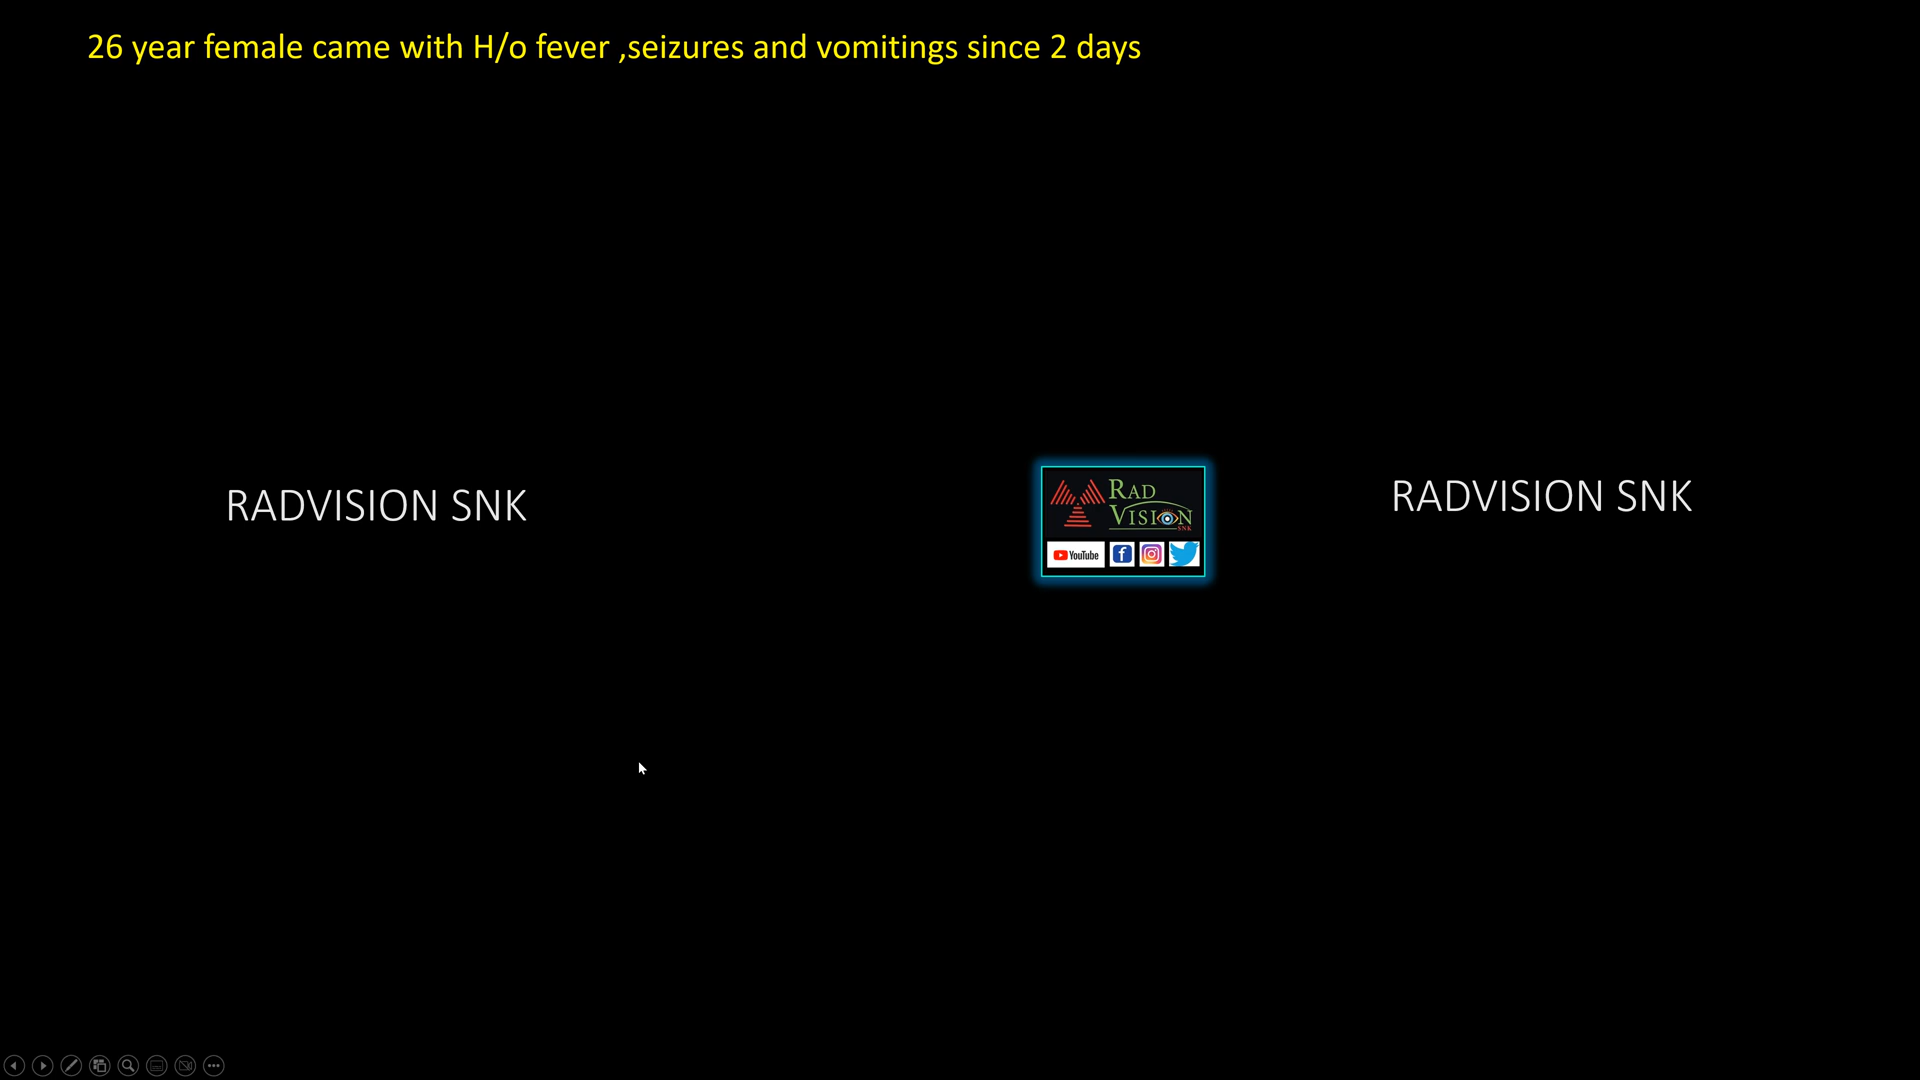 26 year female came with H/o fever ,seizures and vomitings since 2 days
RADVISION SNK
RAD
VISION
SNK
YouTube
RADVISION SNK